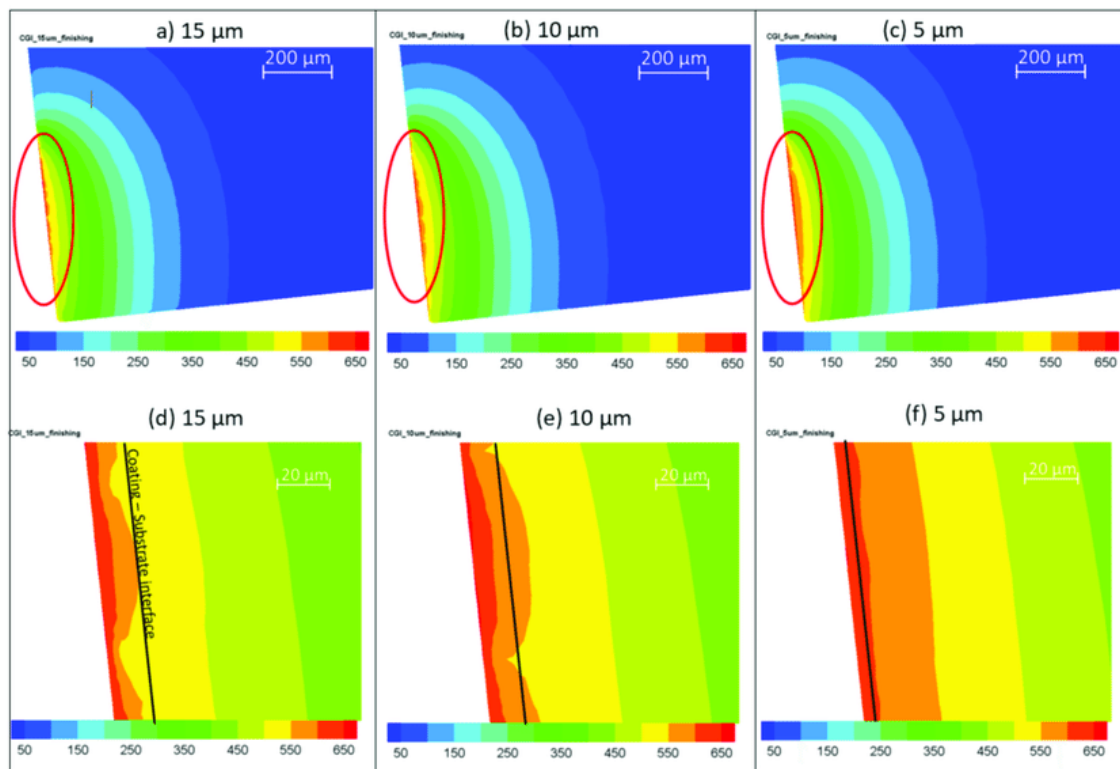 a) 15 μm
(b) 10 μm
(c) 5 μm
CGI_15um_finishing
CGI_10um_finishing
CGI_5um_finishing
200 μm
200 μm
200 μm
50 150 250 350 450 550 650
50 150 250 350 450 550 650
50 150 250 350 450 550 650
(d) 15 μm
(e) 10 μm
(f) 5 μm
CGI_15um_finishing
CGI_10um_finishing
CGI_5um_finishing
20 μm
20 μm
20 μm
Coating – Substrate interface
50 150 250 350 450 550 650
50 150 250 350 450 550 650
50 150 250 350 450 550 650